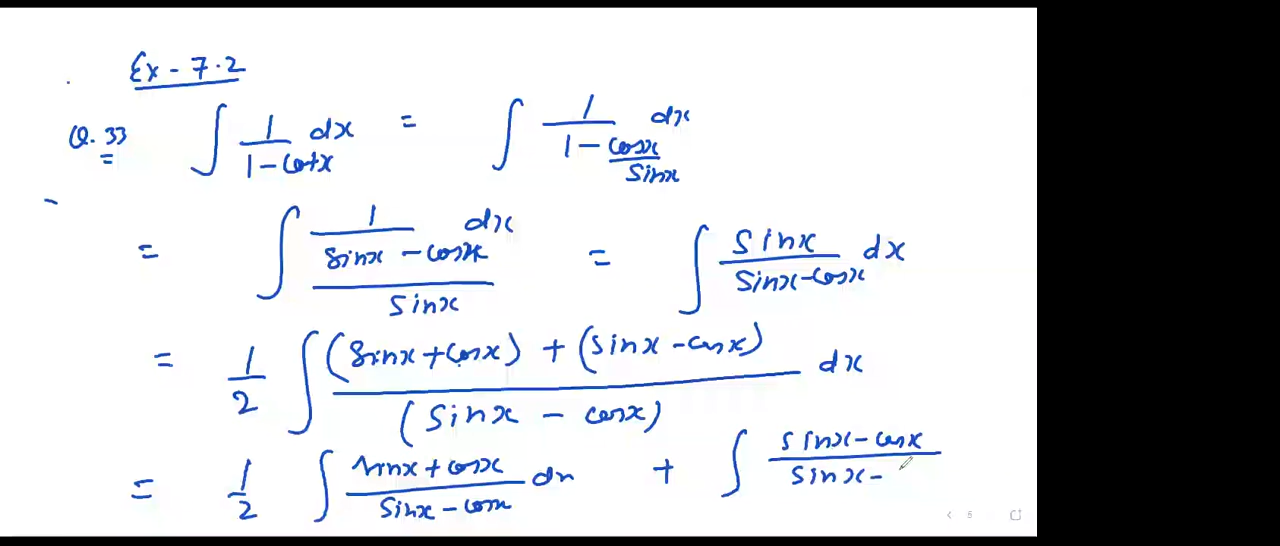 Ex - 7.2
Q. 33 ∫ 1/(1 - cotx) dx = ∫ 1/(1 - cosx/sinx) dx
= ∫ 1/((sinx - cosx)/sinx) dx = ∫ sinx/(sinx - cosx) dx
= 1/2 ∫ ((sinx + cosx) + (sinx - cosx))/(sinx - cosx) dx
= 1/2 ∫ (sinx + cosx)/(sinx - cosx) dx + ∫ (sinx - cosx)/(sinx -
5